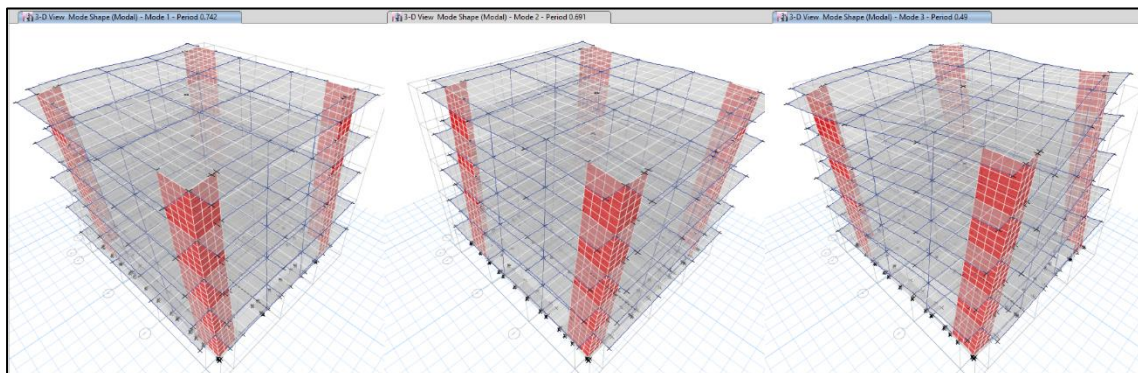 3-D View Mode Shape (Modal) - Mode 1 - Period 0.742
3-D View Mode Shape (Modal) - Mode 2 - Period 0.691
3-D View Mode Shape (Modal) - Mode 3 - Period 0.49